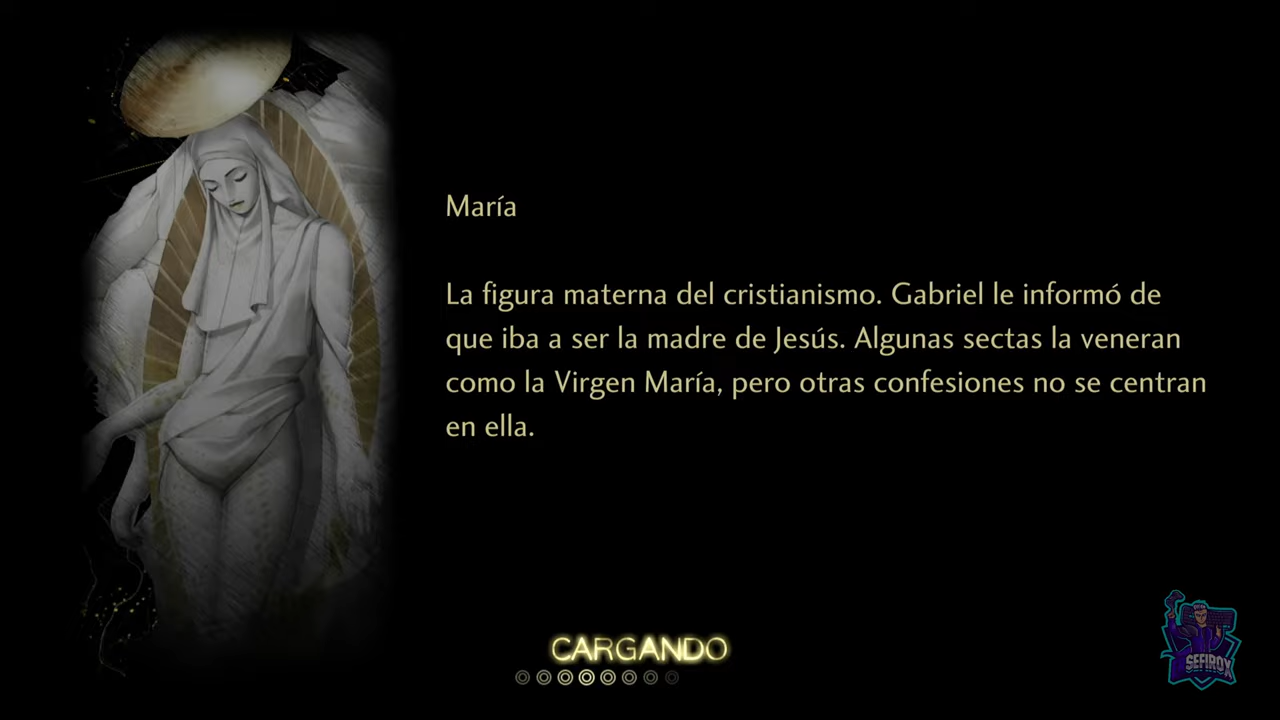 María
La figura materna del cristianismo. Gabriel le informó de
que iba a ser la madre de Jesús. Algunas sectas la veneran
como la Virgen María, pero otras confesiones no se centran
en ella.
CARGANDO
SEFIROX